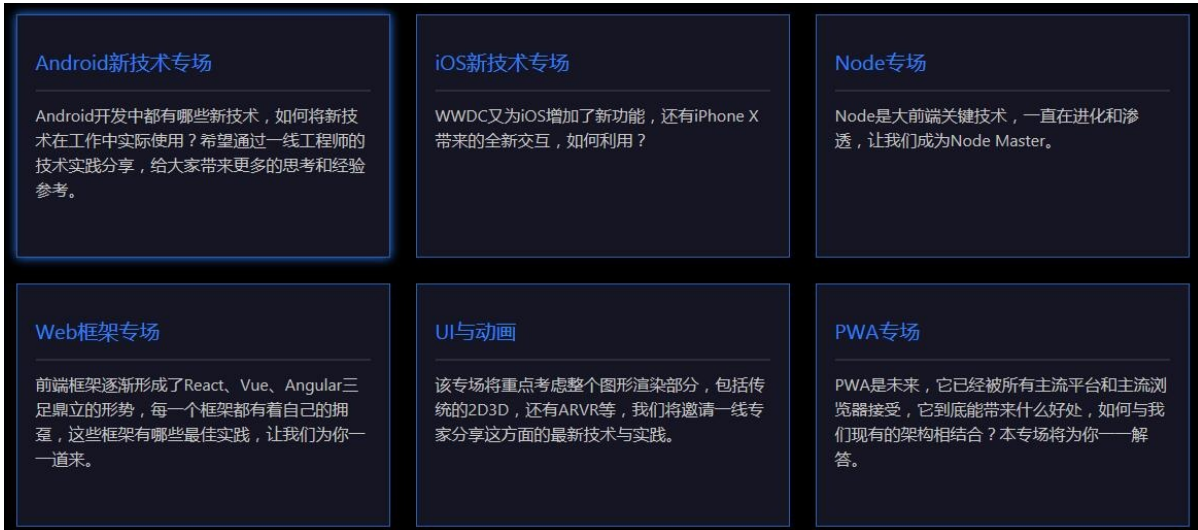 Android新技术专场
Android开发中都有哪些新技术，如何将新技
术在工作中实际使用？希望通过一线工程师的
技术实践分享，给大家带来更多的思考和经验
参考。
iOS新技术专场
WWDC又为iOS增加了新功能，还有iPhone X
带来的全新交互，如何利用？
Node专场
Node是大前端关键技术，一直在进化和渗
透，让我们成为Node Master。
Web框架专场
前端框架逐渐形成了React、Vue、Angular三
足鼎立的形势，每一个框架都有着自己的拥
趸，这些框架有哪些最佳实践，让我们为你一
一道来。
UI与动画
该专场将重点考虑整个图形渲染部分，包括传
统的2D3D，还有ARVR等，我们将邀请一线专
家分享这方面的最新技术与实践。
PWA专场
PWA是未来，它已经被所有主流平台和主流浏
览器接受，它到底能带来什么好处，如何与我
们现有的架构相结合？本专场将为你一一解
答。